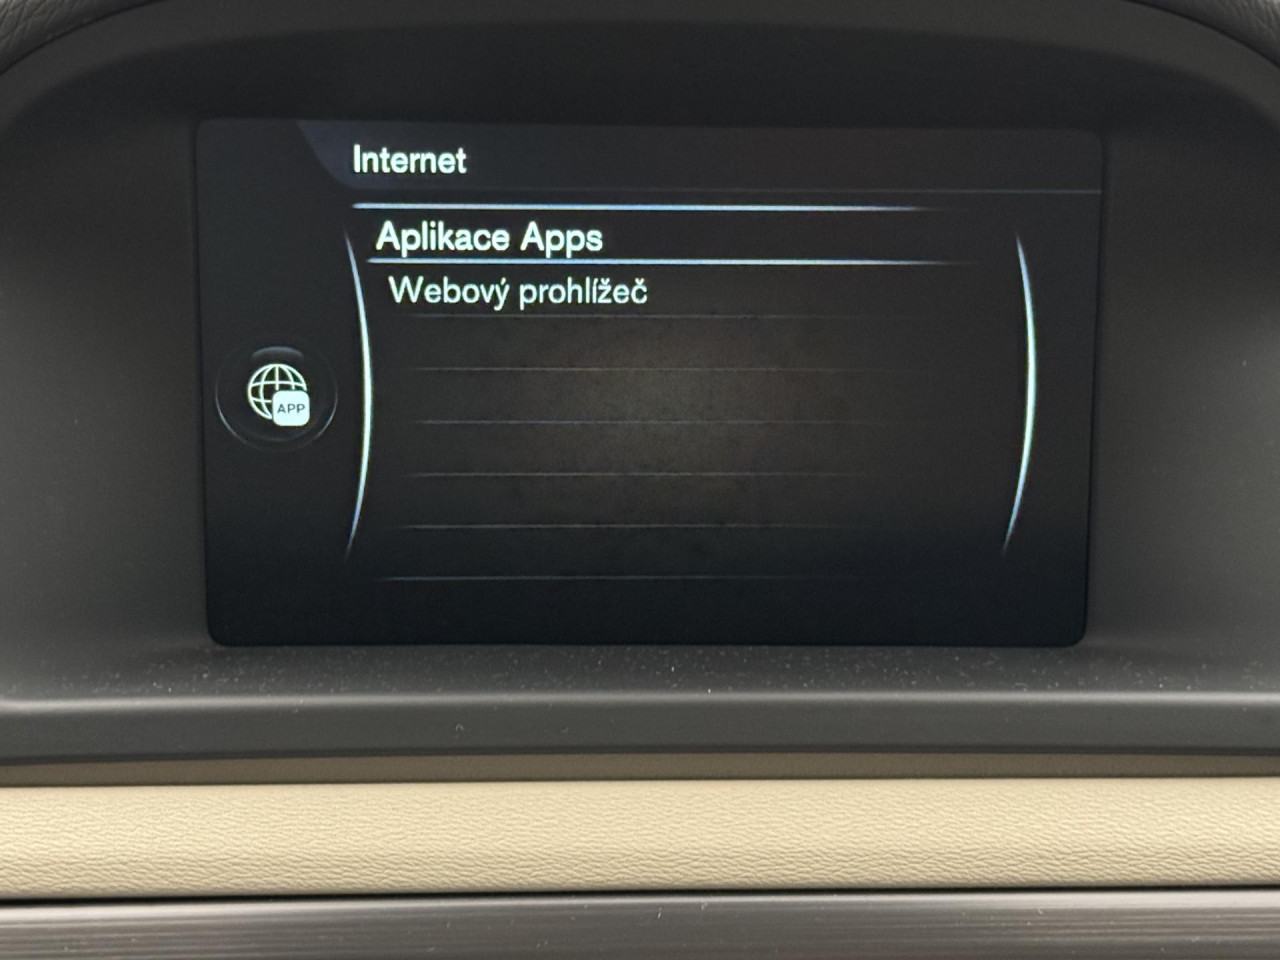 Internet
Aplikace Apps
Webový prohlížeč
APP